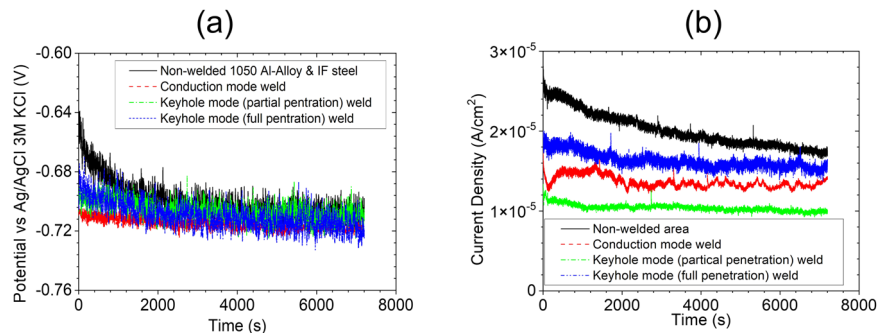 (a)
-0.60
-0.64
-0.68
-0.72
-0.76
Potential vs Ag/AgCl 3M KCl (V)
Non-welded 1050 Al-Alloy & IF steel
Conduction mode weld
Keyhole mode (partial pentration) weld
Keyhole mode (full pentration) weld
0 2000 4000 6000 8000
Time (s)
(b)
3×10-5
2×10-5
1×10-5
0
Current Density (A/cm2)
Non-welded area
Conduction mode weld
Keyhole mode (partical penetration) weld
Keyhole mode (full penetration) weld
0 2000 4000 6000 8000
Time (s)